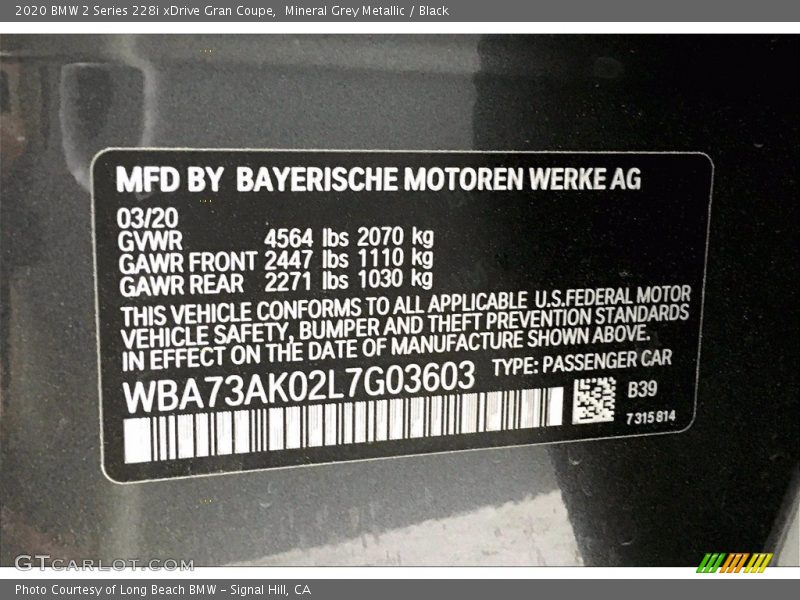 2020 BMW 2 Series 228i xDrive Gran Coupe, Mineral Grey Metallic / Black
MFD BY BAYERISCHE MOTOREN WERKE AG
03/20
GVWR 4564 lbs 2070 kg
GAWR FRONT 2447 lbs 1110 kg
GAWR REAR 2271 lbs 1030 kg
THIS VEHICLE CONFORMS TO ALL APPLICABLE U.S.FEDERAL MOTOR
VEHICLE SAFETY, BUMPER AND THEFT PREVENTION STANDARDS
IN EFFECT ON THE DATE OF MANUFACTURE SHOWN ABOVE.
WBA73AK02L7G03603 TYPE: PASSENGER CAR
B39
7315814
GTCARLOT.COM
Photo Courtesy of Long Beach BMW - Signal Hill, CA